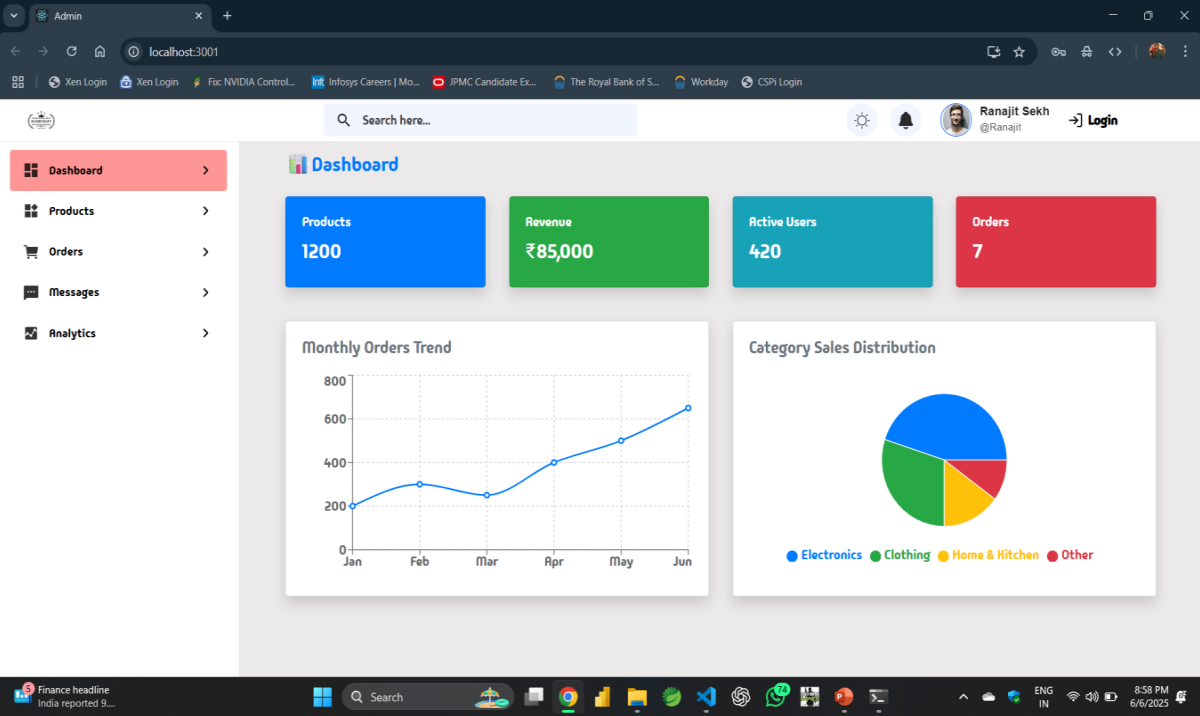 Admin
localhost:3001
Xen Login
Xen Login
Fix: NVIDIA Control...
Infosys Careers | Mo...
JPMC Candidate Ex...
The Royal Bank of S...
Workday
CSPi Login
Search here...
Ranajit Sekh
@Ranajit
Login
Dashboard
Products
Orders
Messages
Analytics
Dashboard
Products
1200
Revenue
₹85,000
Active Users
420
Orders
7
Monthly Orders Trend
800
600
400
200
0
Jan Feb Mar Apr May Jun
Category Sales Distribution
Electronics Clothing Home & Kitchen Other
5
Finance headline
India reported 9...
Search
74
ENG
IN
8:58 PM
6/6/2025